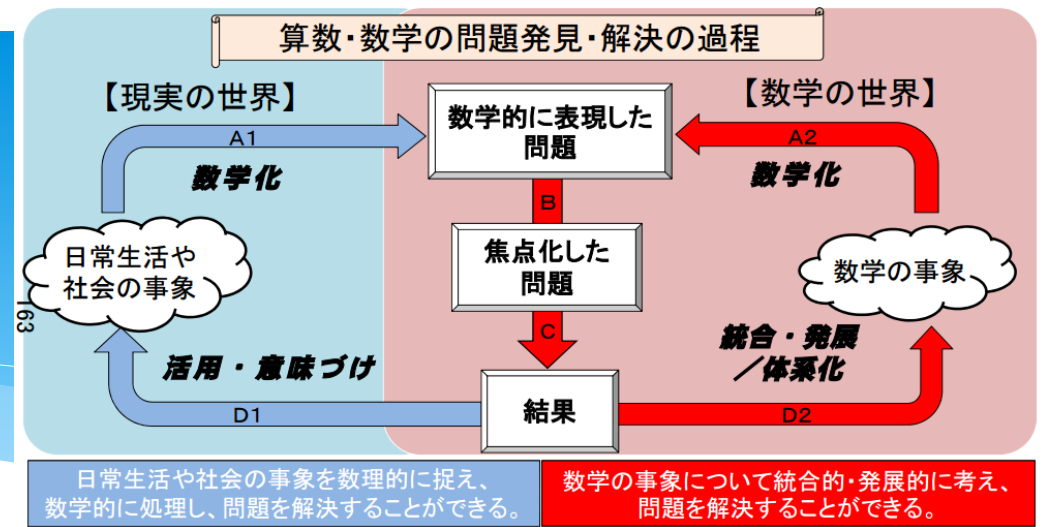 算数・数学の問題発見・解決の過程
【現実の世界】
【数学の世界】
A1
数学化
数学的に表現した
問題
A2
数学化
B
日常生活や
社会の事象
焦点化した
問題
数学の事象
163
C
活用・意味づけ
統合・発展
／体系化
D1
結果
D2
日常生活や社会の事象を数理的に捉え、
数学的に処理し、問題を解決することができる。
数学の事象について統合的・発展的に考え、
問題を解決することができる。